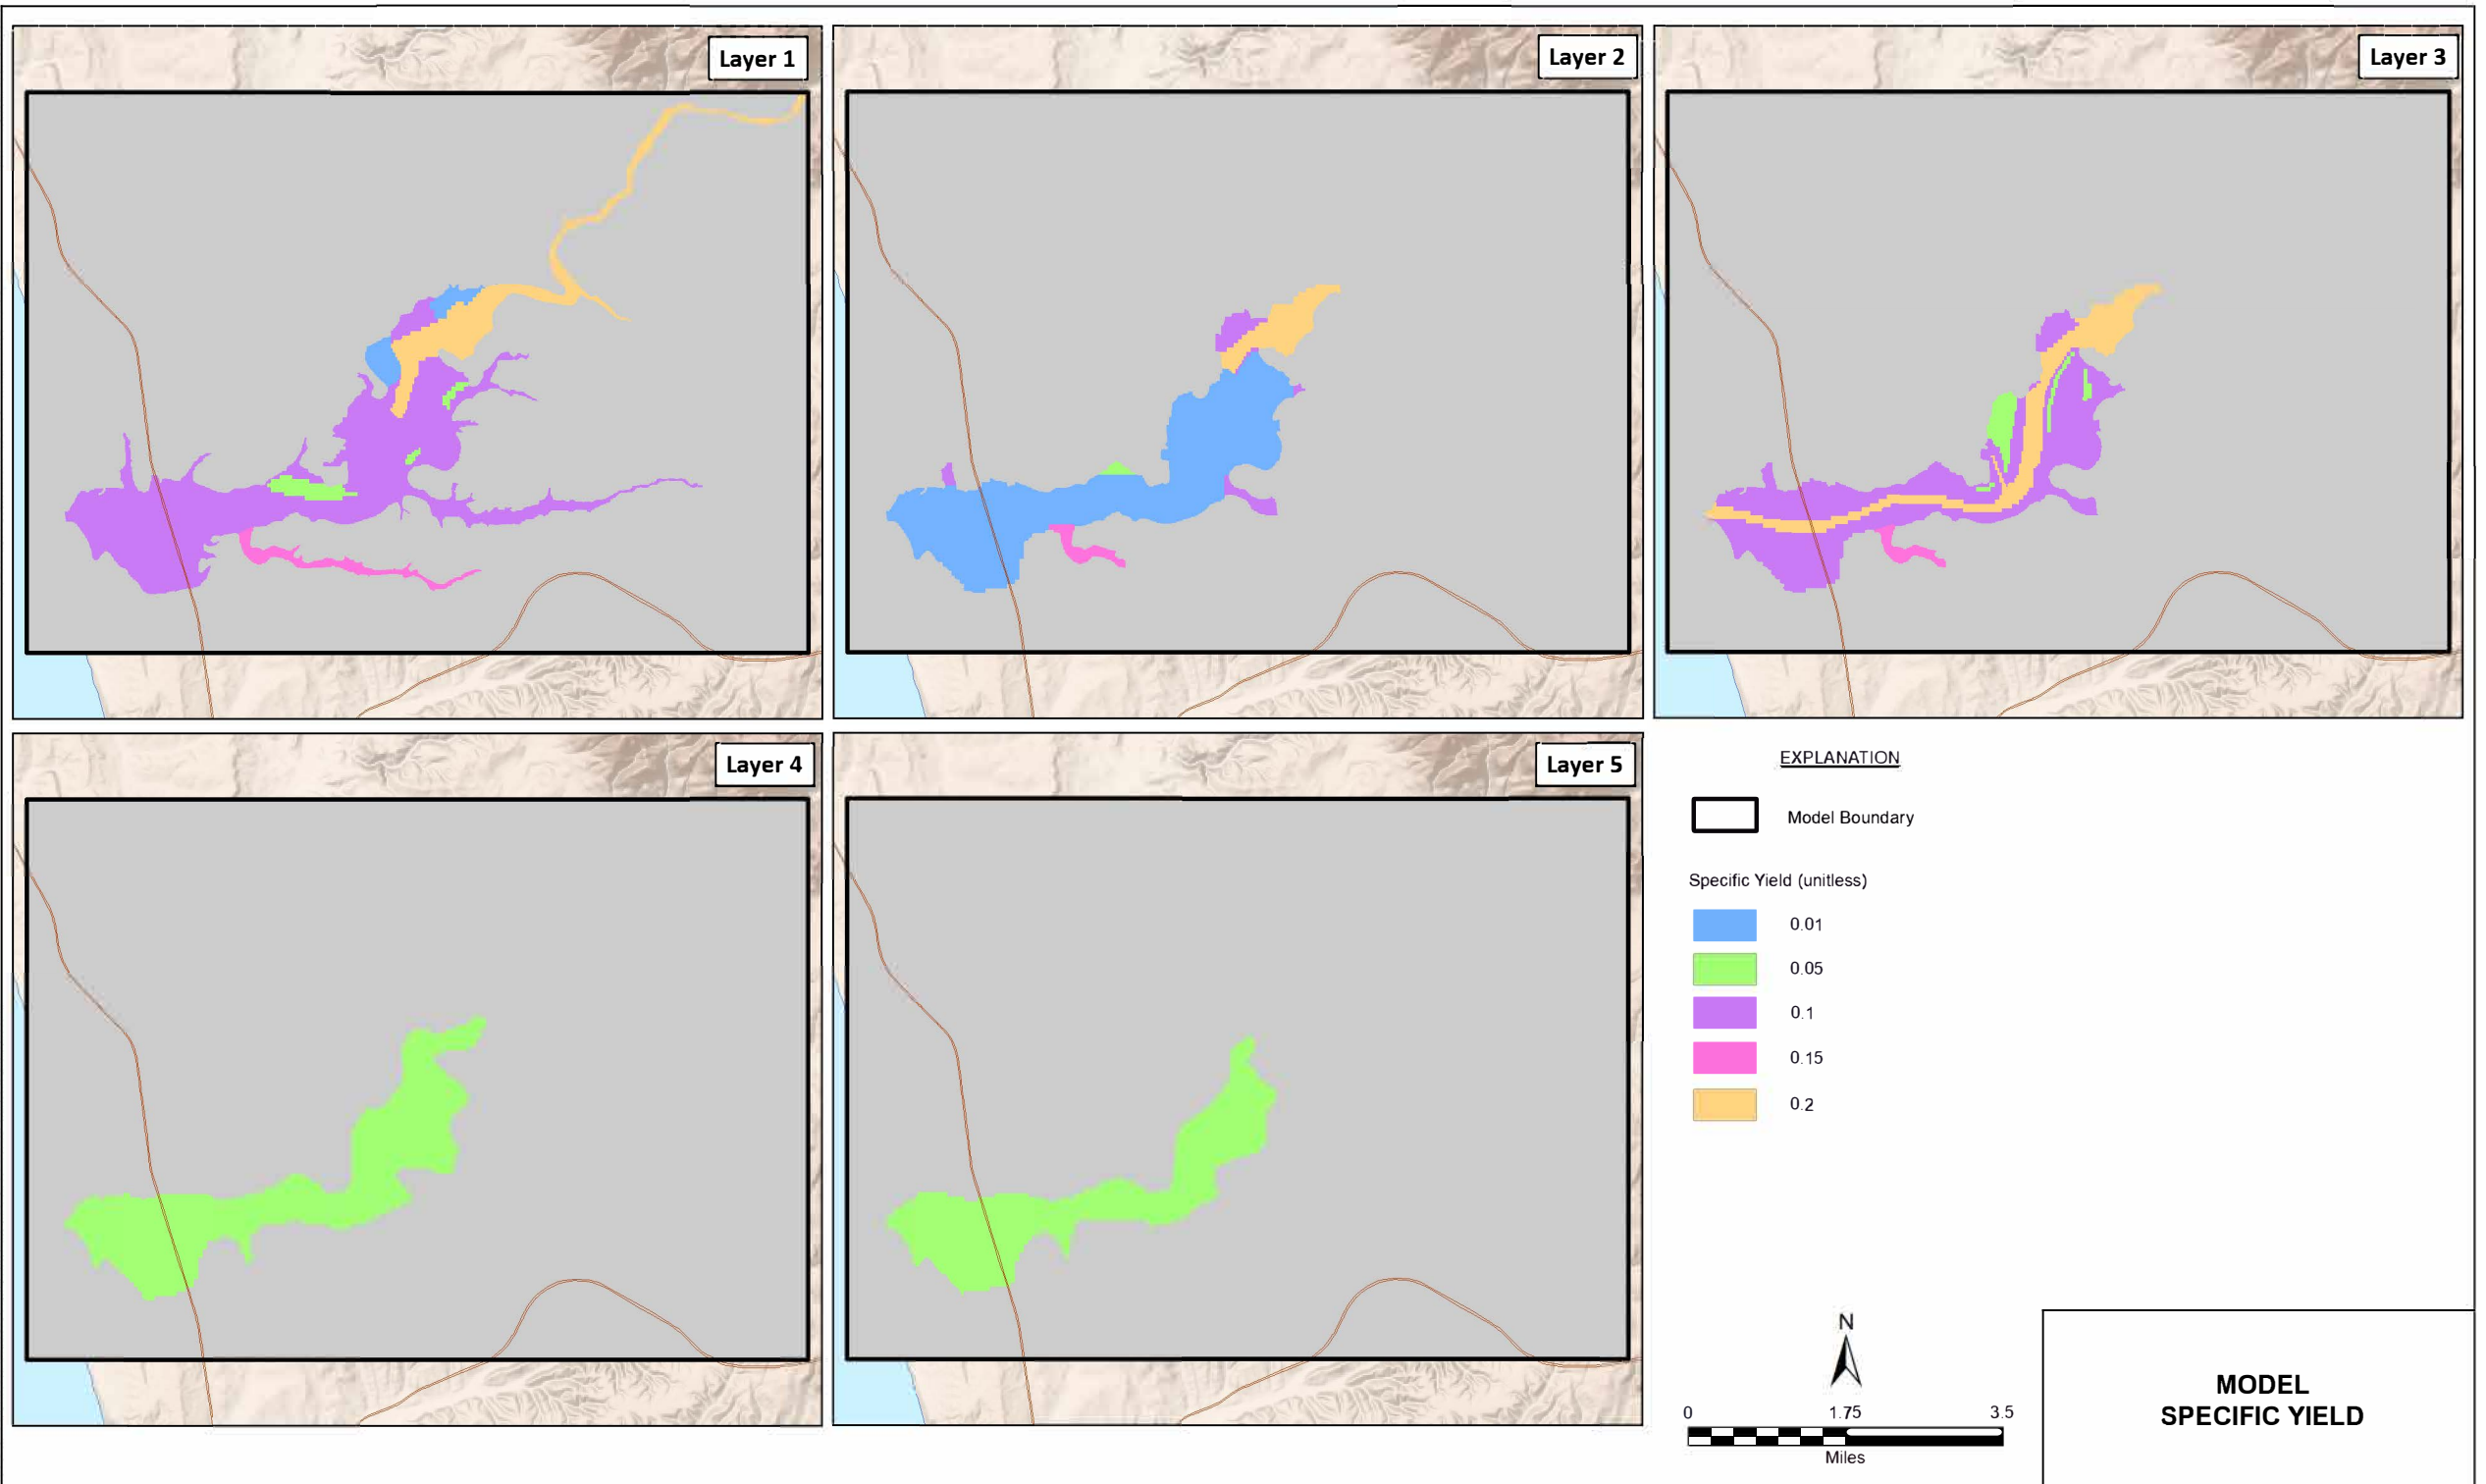 Layer 1
Layer 2
Layer 3
Layer 4
Layer 5
EXPLANATION
Model Boundary
Specific Yield (unitless)
0.01
0.05
0.1
0.15
0.2
N
0 1.75 3.5
Miles
MODEL
SPECIFIC YIELD